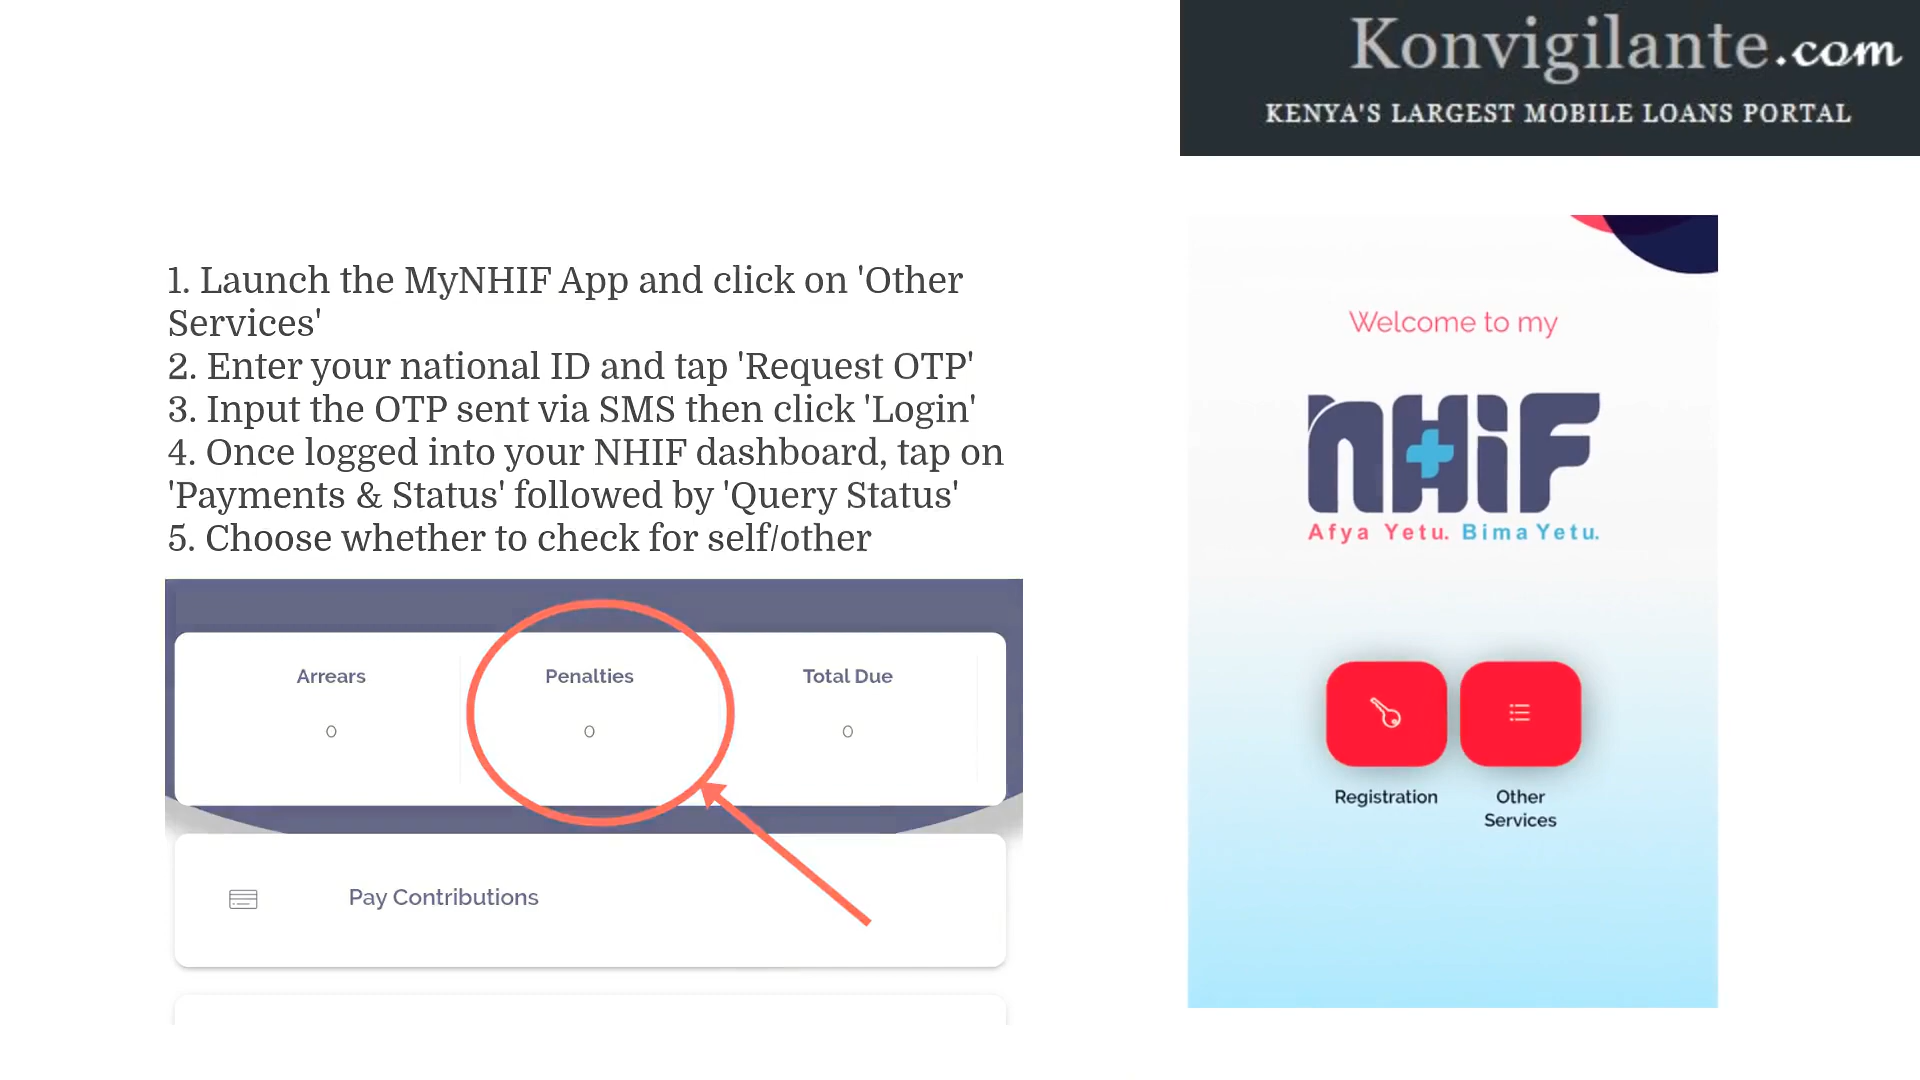 Konvigilante.com
KENYA'S LARGEST MOBILE LOANS PORTAL
1. Launch the MyNHIF App and click on 'Other
Services'
2. Enter your national ID and tap 'Request OTP'
3. Input the OTP sent via SMS then click 'Login'
4. Once logged into your NHIF dashboard, tap on
'Payments & Status' followed by 'Query Status'
5. Choose whether to check for self/other
Arrears Penalties Total Due
0 0 0
Pay Contributions
Welcome to my
NHiF
Afya Yetu. Bima Yetu.
Registration Other
Services